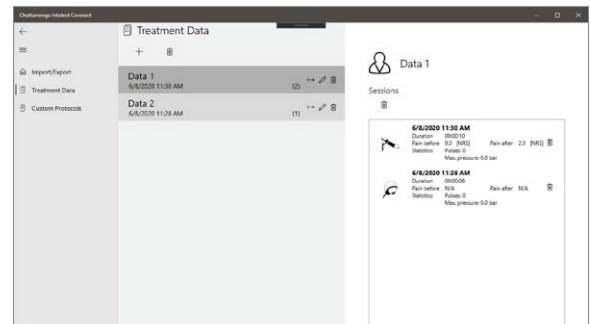 Chattanooga Intelect Connect
Treatment Data
Import/Export
Treatment Data
Custom Protocols
Data 1
6/8/2020 11:30 AM
(2)
Data 2
6/8/2020 11:28 AM
(1)
Data 1
Sessions
6/8/2020 11:30 AM
Duration 00:00:10
Pain before 9.0 [NRS] Pain after 2.0 [NRS]
Statistics Pulses: 0
Max. pressure: 0.0 bar
6/8/2020 11:28 AM
Duration 00:00:06
Pain before N/A Pain after N/A
Statistics Pulses: 0
Max. pressure: 0.0 bar